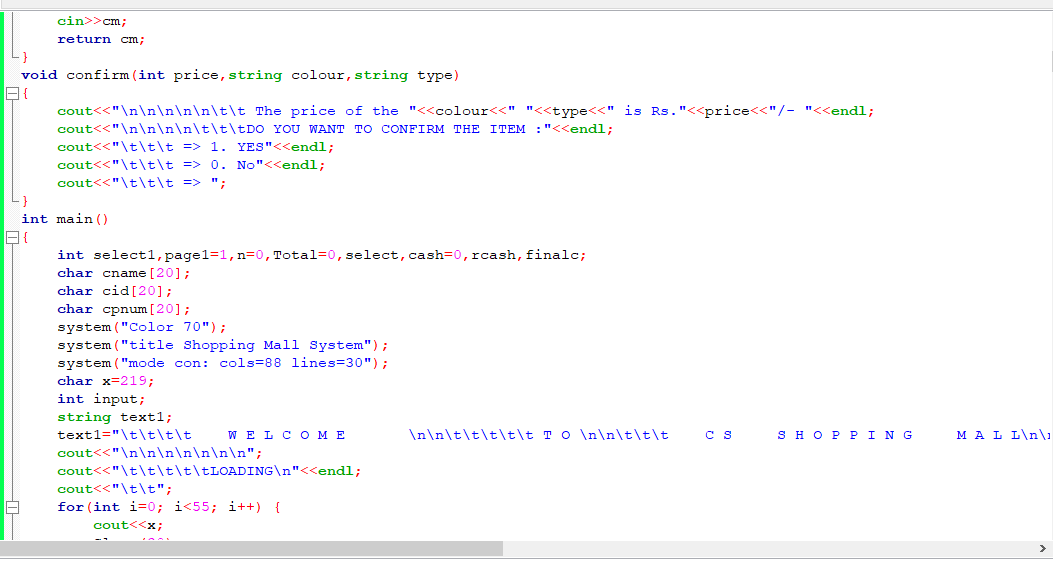 cin>>cm;
return cm;
}
void confirm(int price,string colour,string type)
{
cout<<"\n\n\n\n\n\t\t The price of the "<<colour<<" "<<type<<" is Rs."<<price<<"/- "<<endl;
cout<<"\n\n\n\n\t\t\tDO YOU WANT TO CONFIRM THE ITEM :"<<endl;
cout<<"\t\t\t => 1. YES"<<endl;
cout<<"\t\t\t => 0. No"<<endl;
cout<<"\t\t\t => ";
}
int main()
{
int select1,page1=1,n=0,Total=0,select,cash=0,rcash,finalc;
char cname[20];
char cid[20];
char cpnum[20];
system("Color 70");
system("title Shopping Mall System");
system("mode con: cols=88 lines=30");
char x=219;
int input;
string text1;
text1="\t\t\t\t    W E L C O M E       \n\n\t\t\t\t\t T O \n\n\t\t\t    C S     S H O P P I N G     M A L L\n\
cout<<"\n\n\n\n\n\n\n";
cout<<"\t\t\t\t\tLOADING\n"<<endl;
cout<<"\t\t";
for(int i=0; i<55; i++) {
cout<<x;